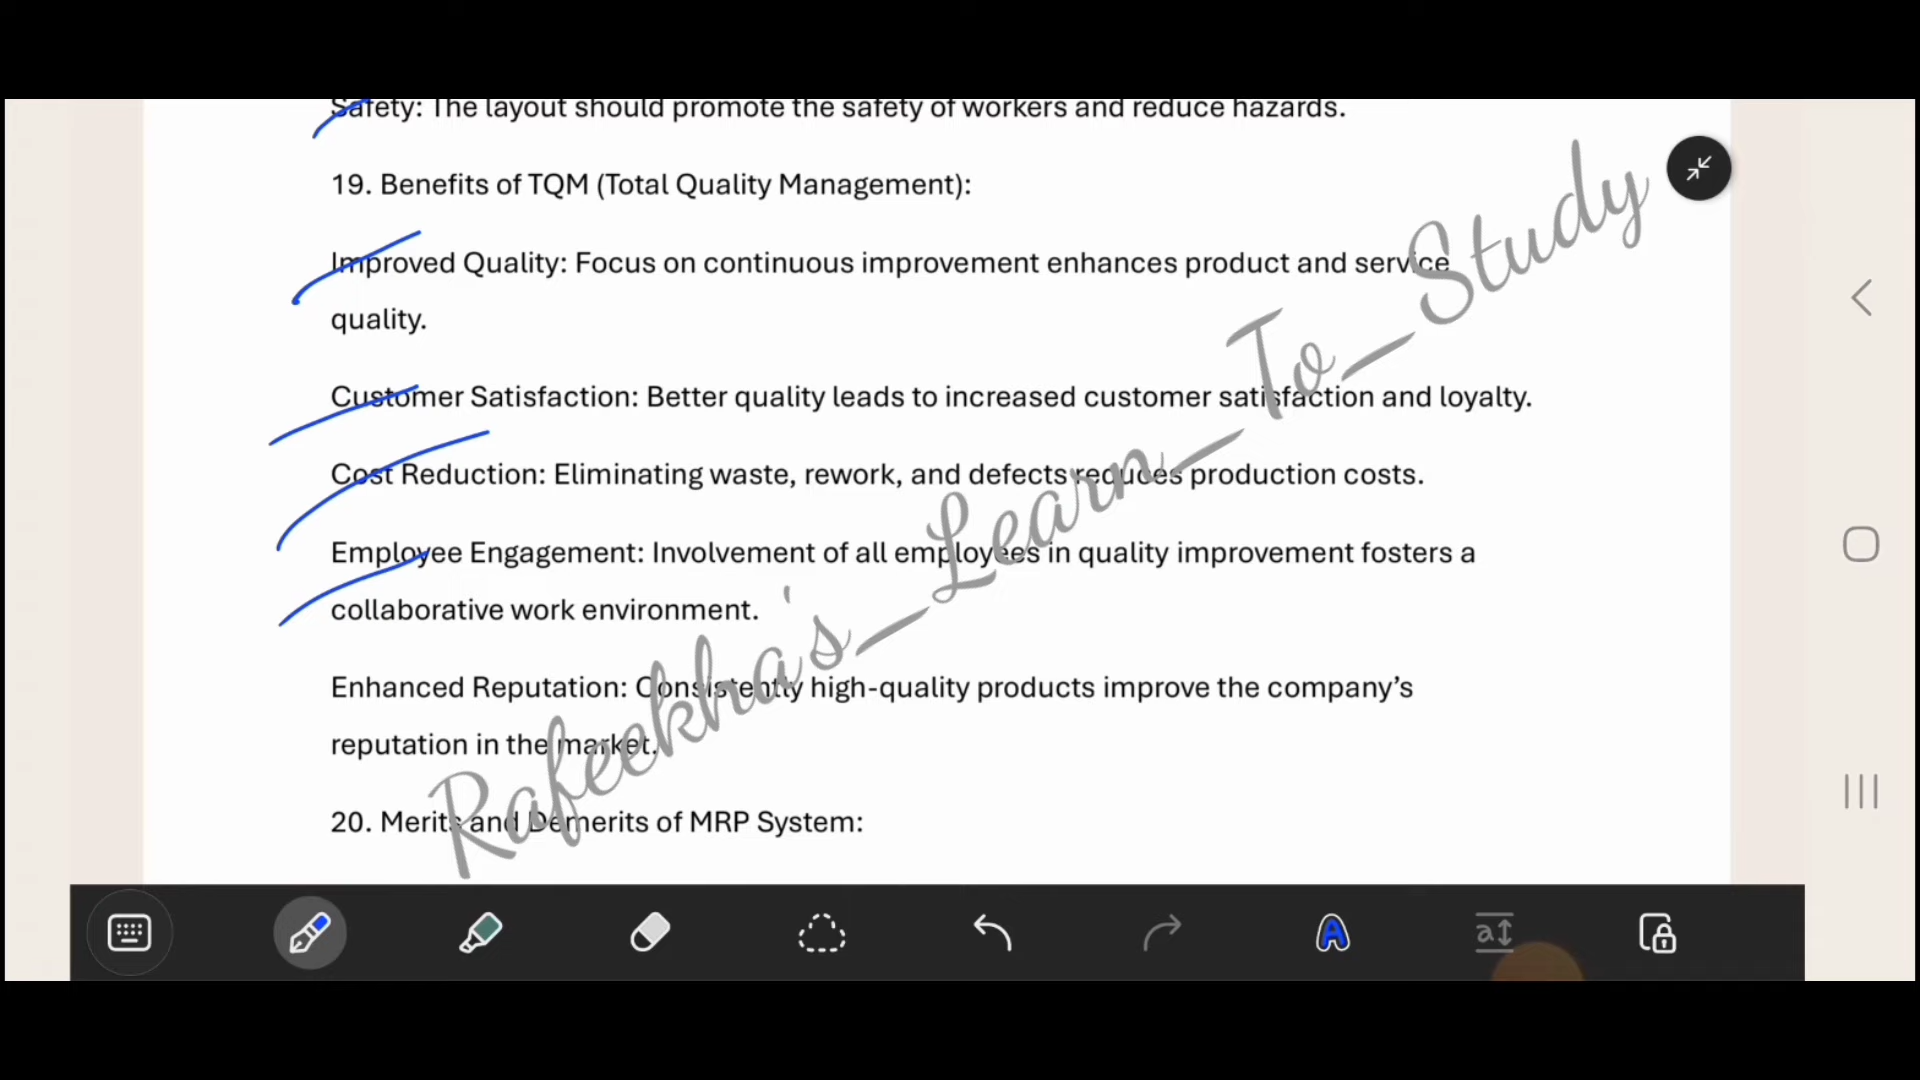 Safety: The layout should promote the safety of workers and reduce hazards.
19. Benefits of TQM (Total Quality Management):
Improved Quality: Focus on continuous improvement enhances product and service
quality.
Customer Satisfaction: Better quality leads to increased customer satisfaction and loyalty.
Cost Reduction: Eliminating waste, rework, and defects reduces production costs.
Employee Engagement: Involvement of all employees in quality improvement fosters a
collaborative work environment.
Enhanced Reputation: Consistently high-quality products improve the company’s
reputation in the market.
20. Merits and Demerits of MRP System:
Rafeekha's_Learn_To_Study
A
a